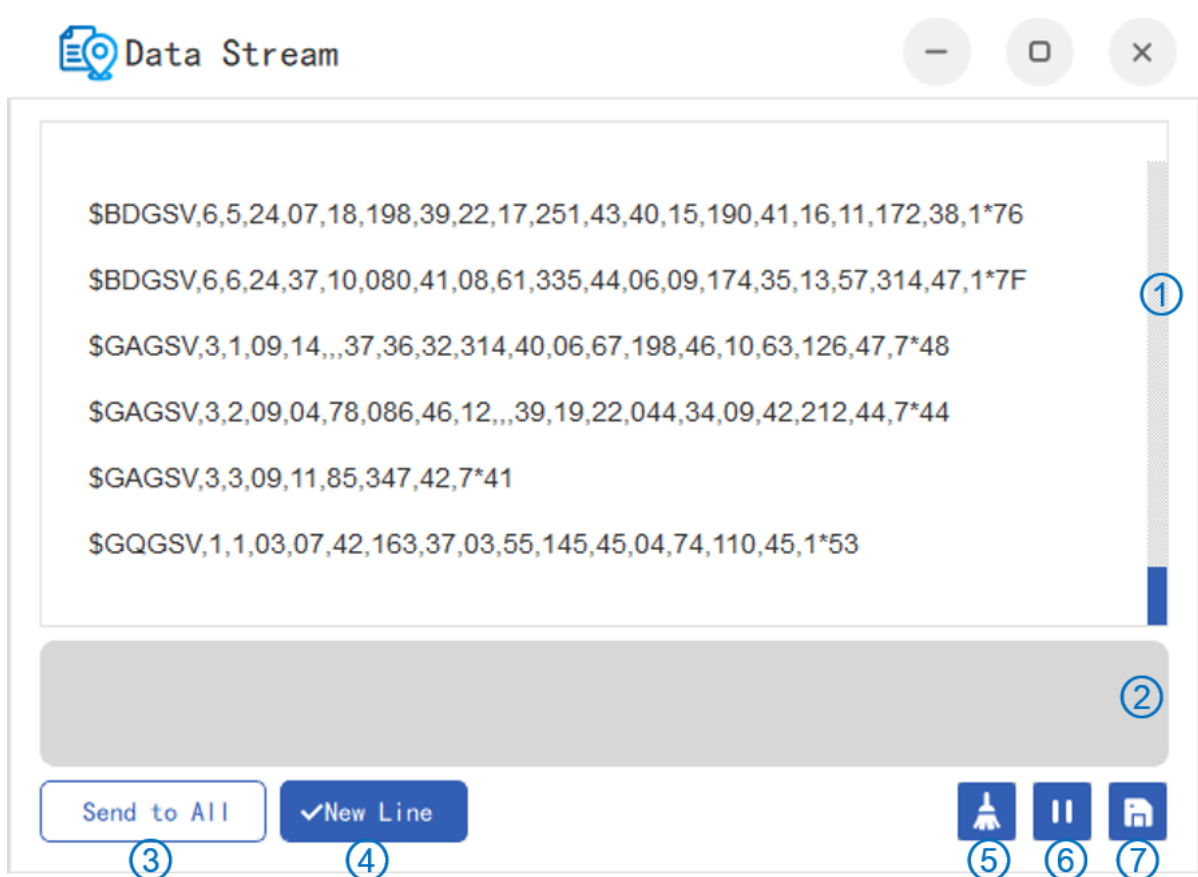 Data Stream
$BDGSV,6,5,24,07,18,198,39,22,17,251,43,40,15,190,41,16,11,172,38,1*76
$BDGSV,6,6,24,37,10,080,41,08,61,335,44,06,09,174,35,13,57,314,47,1*7F
①
$GAGSV,3,1,09,14,,,37,36,32,314,40,06,67,198,46,10,63,126,47,7*48
$GAGSV,3,2,09,04,78,086,46,12,,,39,19,22,044,34,09,42,212,44,7*44
$GAGSV,3,3,09,11,85,347,42,7*41
$GQGSV,1,1,03,07,42,163,37,03,55,145,45,04,74,110,45,1*53
②
Send to All New Line
③ ④ ⑤ ⑥ ⑦